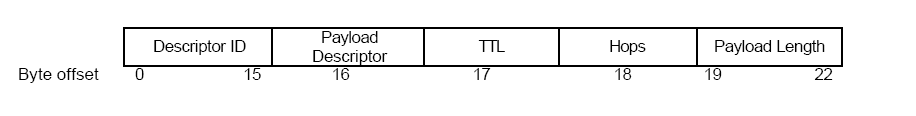 Descriptor ID Payload Descriptor TTL Hops Payload Length
Byte offset 0 15 16 17 18 19 22